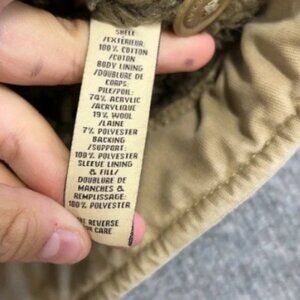 SHELL
/EXTÉRIEUR:
100% COTTON
/COTON
BODY LINING
/DOUBLURE DE
CORPS:
PILE/POIL:
74% ACRYLIC
/ACRYLIQUE
19% WOOL
/LAINE
7% POLYESTER
BACKING
/SUPPORT:
100% POLYESTER
SLEEVE LINING
& FILL/
DOUBLURE DE
MANCHES &
REMPLISSAGE:
100% POLYESTER
REVERSE
CARE